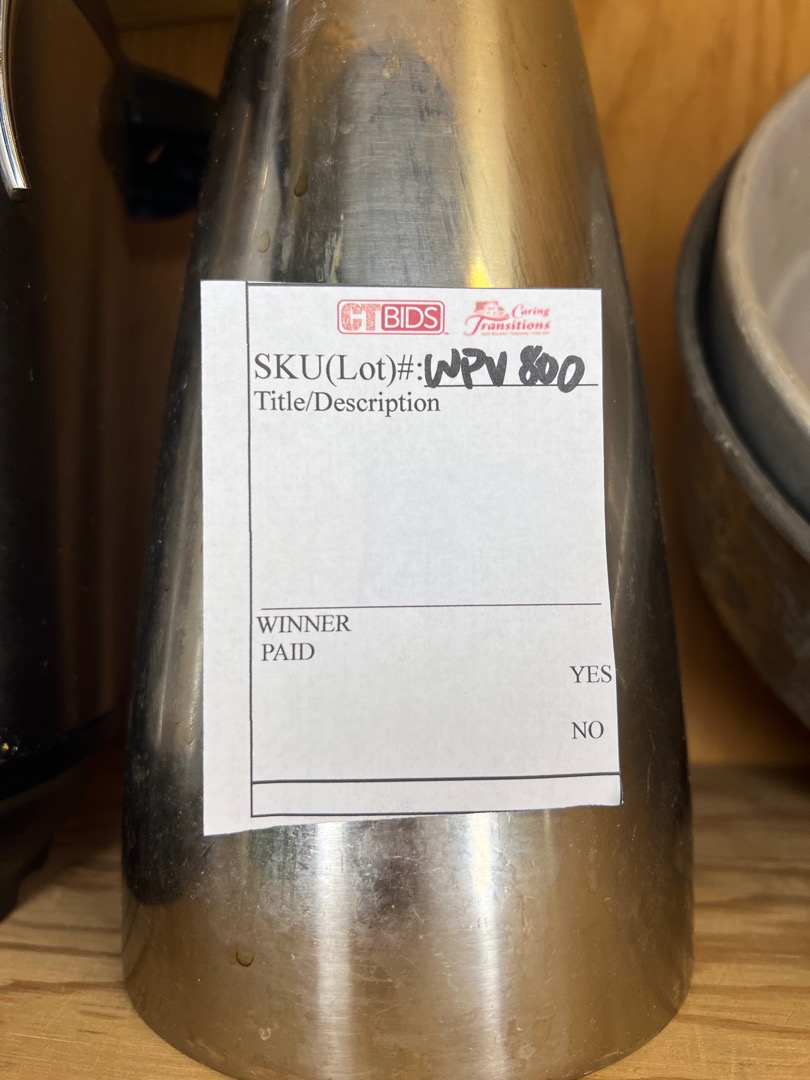 CTBIDS Caring Transitions
SKU(Lot)#: WPV 800
Title/Description
WINNER
PAID
YES
NO